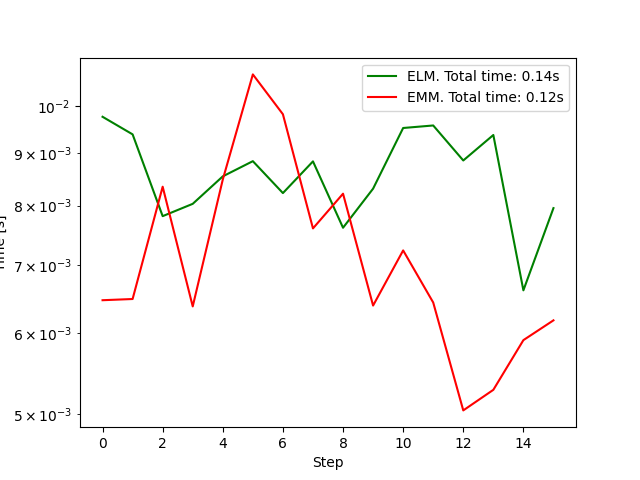 ELM. Total time: 0.14s
EMM. Total time: 0.12s
10⁻²
9 × 10⁻³
8 × 10⁻³
7 × 10⁻³
6 × 10⁻³
5 × 10⁻³
Time [s]
0 2 4 6 8 10 12 14
Step